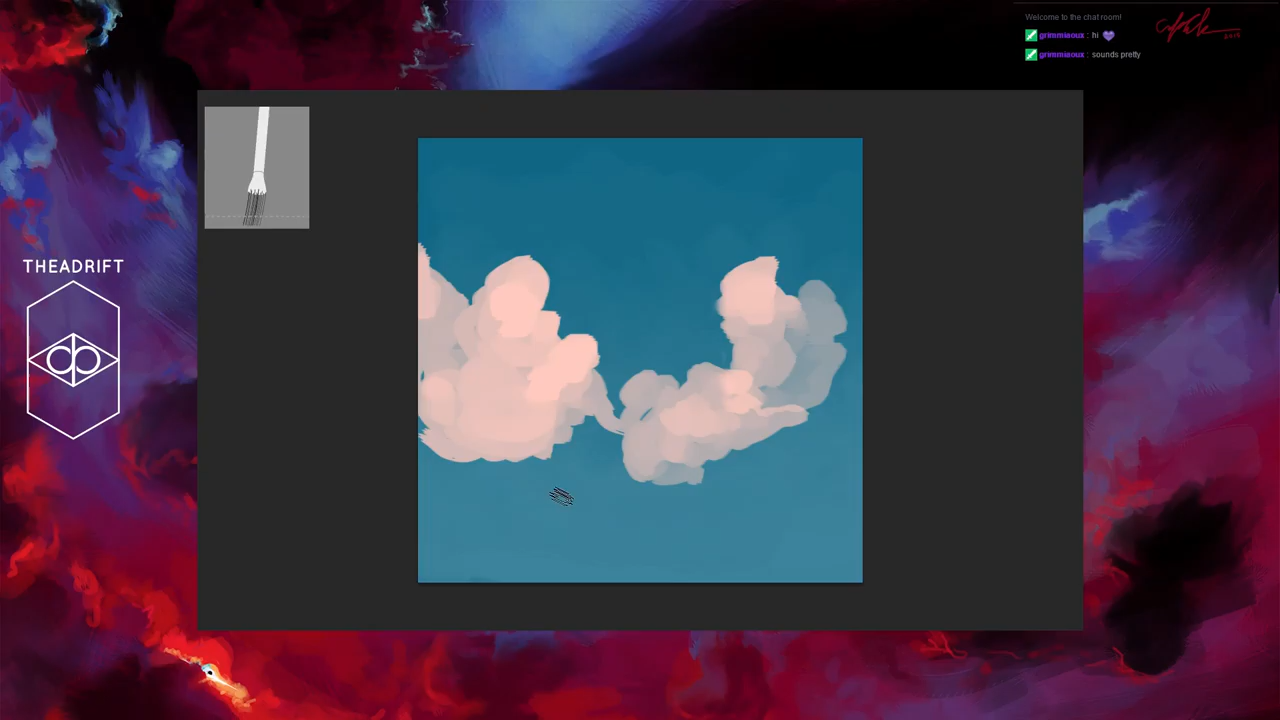 Welcome to the chat room!
grimmiaoux : hi
grimmiaoux : sounds pretty
THEADRIFT